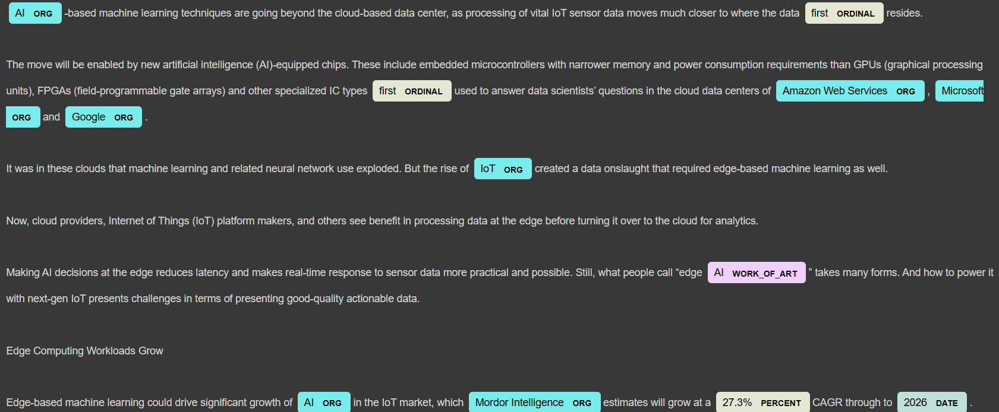 AI ORG -based machine learning techniques are going beyond the cloud-based data center, as processing of vital IoT sensor data moves much closer to where the data first ORDINAL resides.
The move will be enabled by new artificial intelligence (AI)-equipped chips. These include embedded microcontrollers with narrower memory and power consumption requirements than GPUs (graphical processing
units), FPGAs (field-programmable gate arrays) and other specialized IC types first ORDINAL used to answer data scientists’ questions in the cloud data centers of Amazon Web Services ORG , Microsoft
ORG and Google ORG .
It was in these clouds that machine learning and related neural network use exploded. But the rise of IoT ORG created a data onslaught that required edge-based machine learning as well.
Now, cloud providers, Internet of Things (IoT) platform makers, and others see benefit in processing data at the edge before turning it over to the cloud for analytics.
Making AI decisions at the edge reduces latency and makes real-time response to sensor data more practical and possible. Still, what people call “edge AI WORK_OF_ART ” takes many forms. And how to power it
with next-gen IoT presents challenges in terms of presenting good-quality actionable data.
Edge Computing Workloads Grow
Edge-based machine learning could drive significant growth of AI ORG in the IoT market, which Mordor Intelligence ORG estimates will grow at a 27.3% PERCENT CAGR through to 2026 DATE .